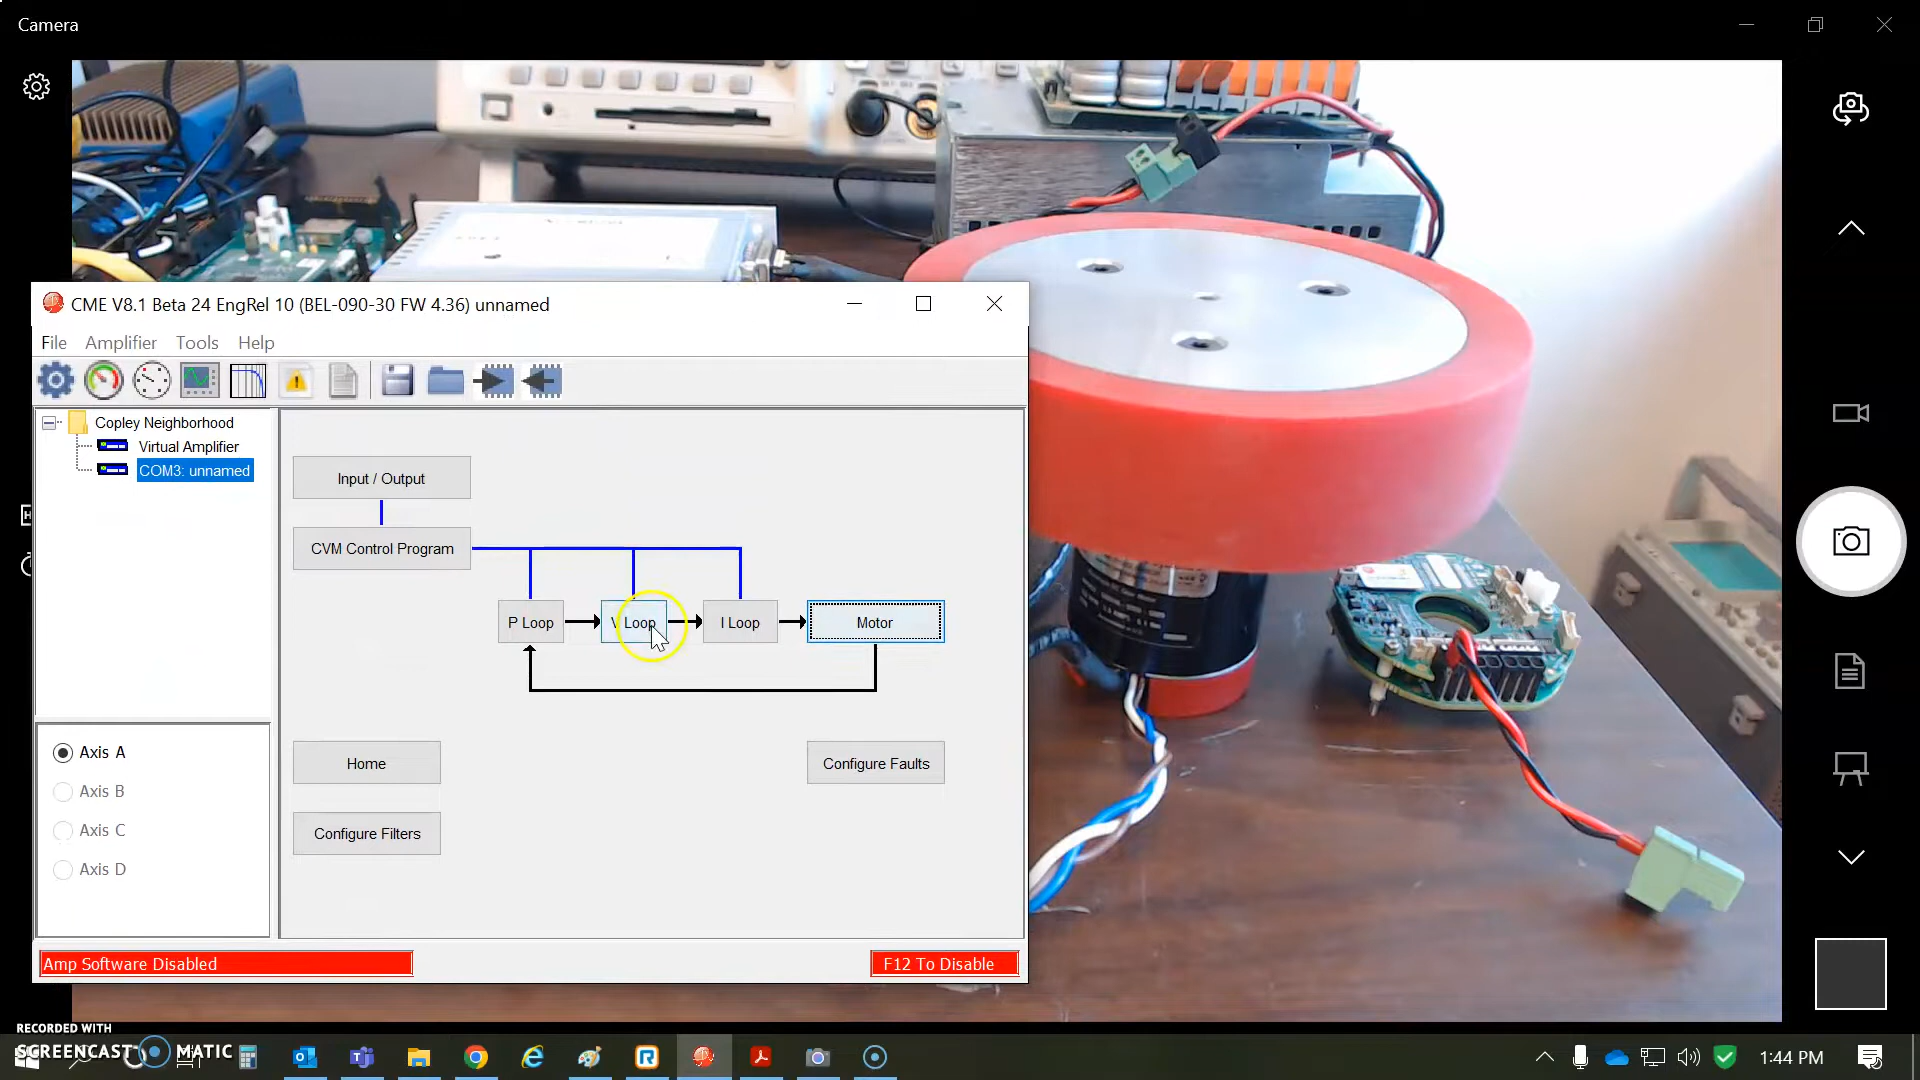 Camera
CME V8.1 Beta 24 EngRel 10 (BEL-090-30 FW 4.36) unnamed
File Amplifier Tools Help
Copley Neighborhood
Virtual Amplifier
COM3: unnamed
Input / Output
CVM Control Program
P Loop
V Loop
I Loop
Motor
Axis A
Axis B
Axis C
Axis D
Home
Configure Faults
Configure Filters
Amp Software Disabled
F12 To Disable
RECORDED WITH
SCREENCAST MATIC
1:44 PM